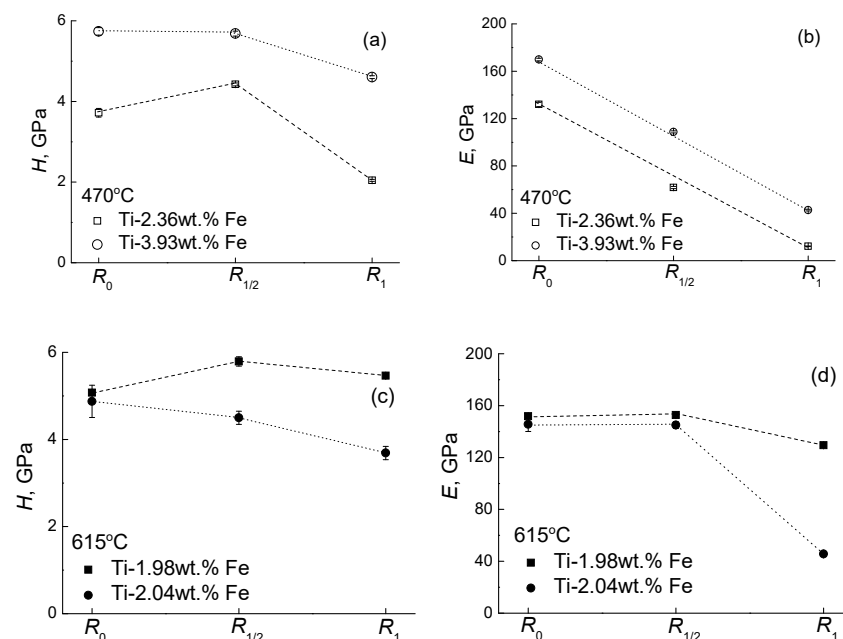 6
4
2
0
H, GPa
(a)
470°C
Ti-2.36wt.% Fe
Ti-3.93wt.% Fe
R0
R1/2
R1
200
160
120
80
40
0
E, GPa
(b)
470°C
Ti-2.36wt.% Fe
Ti-3.93wt.% Fe
R0
R1/2
R1
6
4
2
0
H, GPa
(c)
615°C
Ti-1.98wt.% Fe
Ti-2.04wt.% Fe
R0
R1/2
R1
200
160
120
80
40
0
E, GPa
(d)
615°C
Ti-1.98wt.% Fe
Ti-2.04wt.% Fe
R0
R1/2
R1